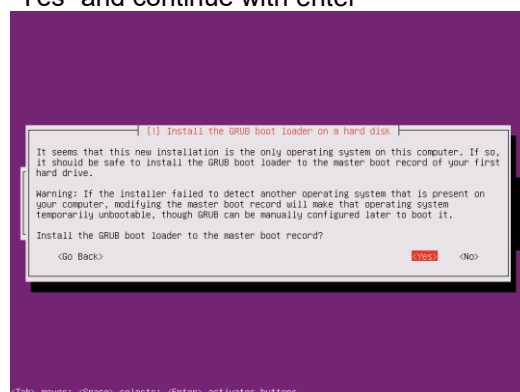 "Yes" and continue with enter
[!] Install the GRUB boot loader on a hard disk
It seems that this new installation is the only operating system on this computer. If so,
it should be safe to install the GRUB boot loader to the master boot record of your first
hard drive.
Warning: If the installer failed to detect another operating system that is present on
your computer, modifying the master boot record will make that operating system
temporarily unbootable, though GRUB can be manually configured later to boot it.
Install the GRUB boot loader to the master boot record?
<Go Back> <Yes> <No>
<Tab> moves; <Space> selects; <Enter> activates buttons